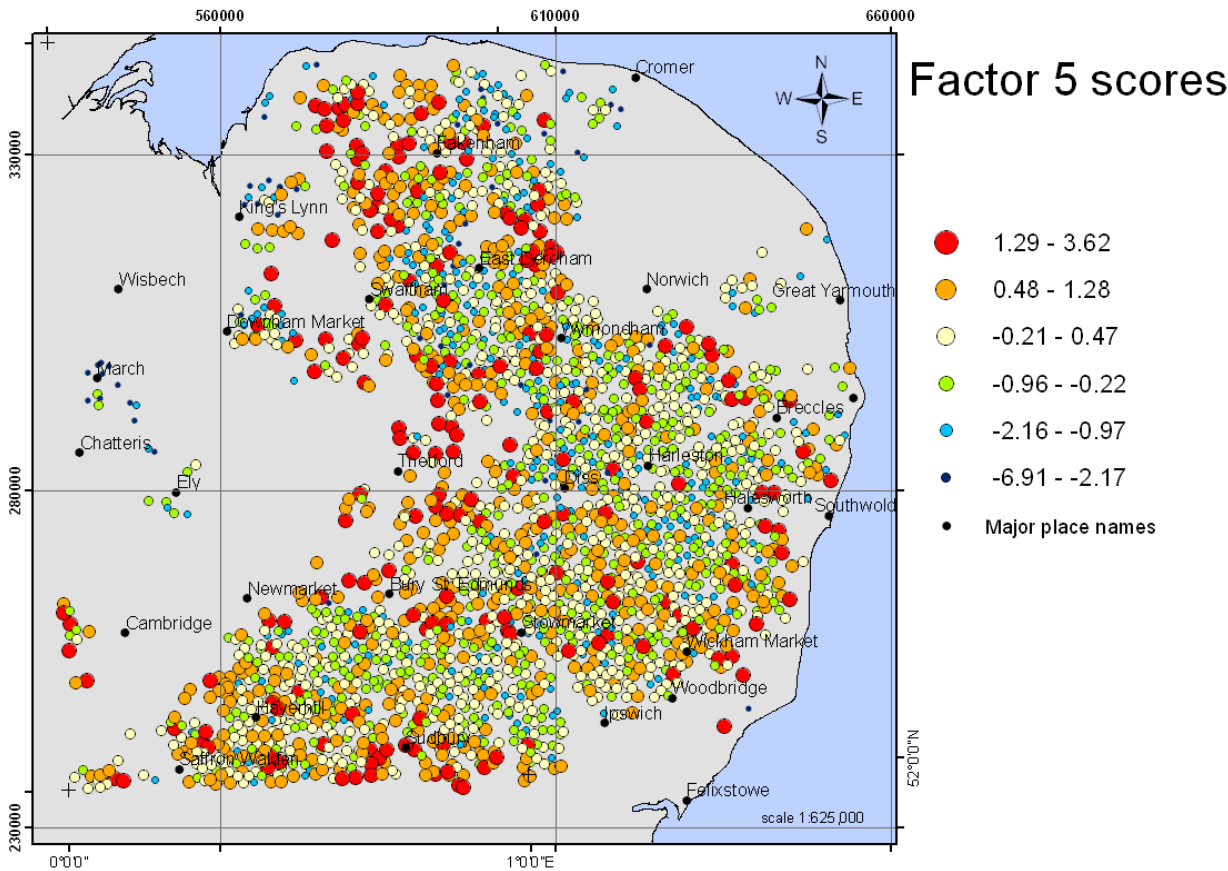 560000
610000
660000
Cromer
N
W E
S
Factor 5 scores
330000
Fakenham
King's Lynn
1.29 - 3.62
East Dereham
Wisbech
Norwich
0.48 - 1.28
Swaffham
Great Yarmouth
Downham Market
Wymondham
-0.21 - 0.47
March
-0.96 - -0.22
Breccles
Chatteris
-2.16 - -0.97
Harleston
Thetford
Ely
Diss
-6.91 - -2.17
280000
Halesworth
Southwold
Major place names
Newmarket
Bury St. Edmunds
Cambridge
Stowmarket
Wickham Market
Woodbridge
Haverhill
Ipswich
Sudbury
Saffron Walden
52°0'0"N
Felixstowe
scale 1:625,000
230000
0°0'0"
1°0'0"E